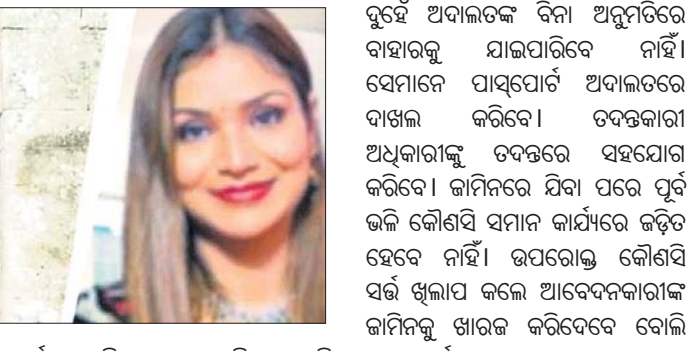 ଦୁହେଁ ଅଦାଲତଙ୍କ ବିନା ଅନୁମତିରେ
ବାହାରକୁ ଯାଇପାରିବେ ନାହିଁ।
ସେମାନେ ପାସ୍‌ପୋର୍ଟ ଅଦାଲତରେ
ଦାଖଲ କରିବେ। ତଦନ୍ତକାରୀ
ଅଧିକାରୀଙ୍କୁ ତଦନ୍ତରେ ସହଯୋଗ
କରିବେ। ଜାମିନରେ ଯିବା ପରେ ପୂର୍ବ
ଭଳି କୌଣସି ସମାନ କାର୍ଯ୍ୟରେ ଜଡ଼ିତ
ହେବେ ନାହିଁ। ଉପରୋକ୍ତ କୌଣସି
ସର୍ତ୍ତ ଖିଲାପ କଲେ ଆବେଦନକାରୀଙ୍କ
ଜାମିନକୁ ଖାରଜ କରିଦେବେ ବୋଲି